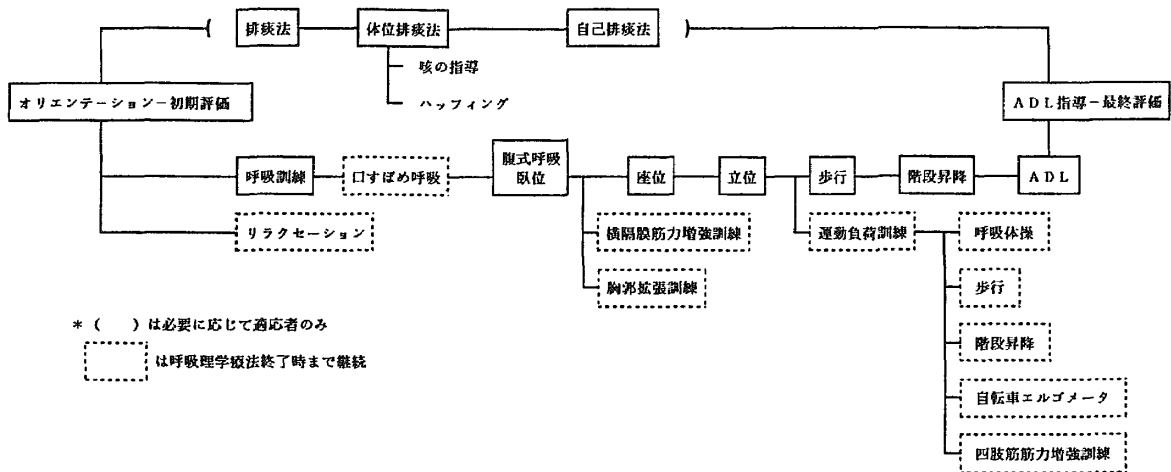 ( 排痰法 体位排痰法 自己排痰法 )
咳の指導
ハッフィング
オリエンテーション−初期評価
ADL指導−最終評価
呼吸訓練 口すぼめ呼吸 腹式呼吸
臥位 座位 立位 歩行 階段昇降 ADL
リラクセーション 横隔膜筋力増強訓練 運動負荷訓練 呼吸体操
胸郭拡張訓練 歩行
階段昇降
自転車エルゴメータ
四肢筋筋力増強訓練
*( )は必要に応じて適応者のみ
は呼吸理学療法終了時まで継続